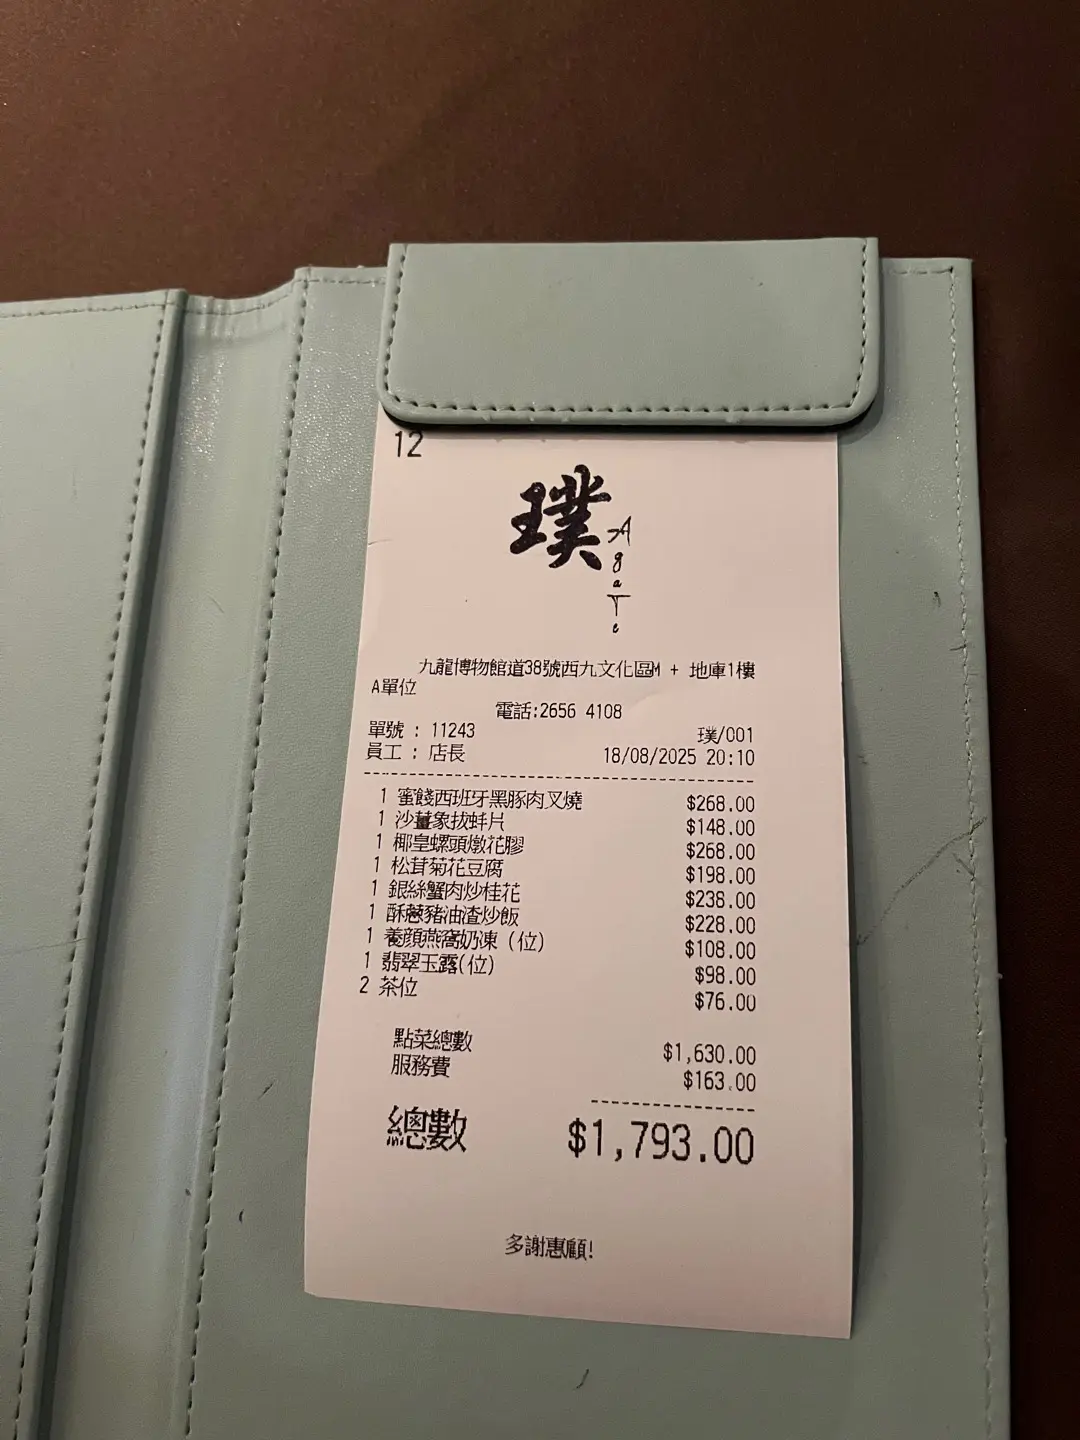 12
璞
AgaTe
九龍博物館道38號西九文化區M + 地庫1樓
A單位
電話:2656 4108
單號 : 11243 璞/001
員工 : 店長 18/08/2025 20:10
1 蜜餞西班牙黑豚肉叉燒 $268.00
1 沙薑象拔蚌片 $148.00
1 椰皇螺頭燉花膠 $268.00
1 松茸菊花豆腐 $198.00
1 銀絲蟹肉炒桂花 $238.00
1 酥蔥豬油渣炒飯 $228.00
1 養顏燕窩奶凍(位) $108.00
1 翡翠玉露(位) $98.00
2 茶位 $76.00
點菜總數 $1,630.00
服務費 $163.00
總數 $1,793.00
多謝惠顧!